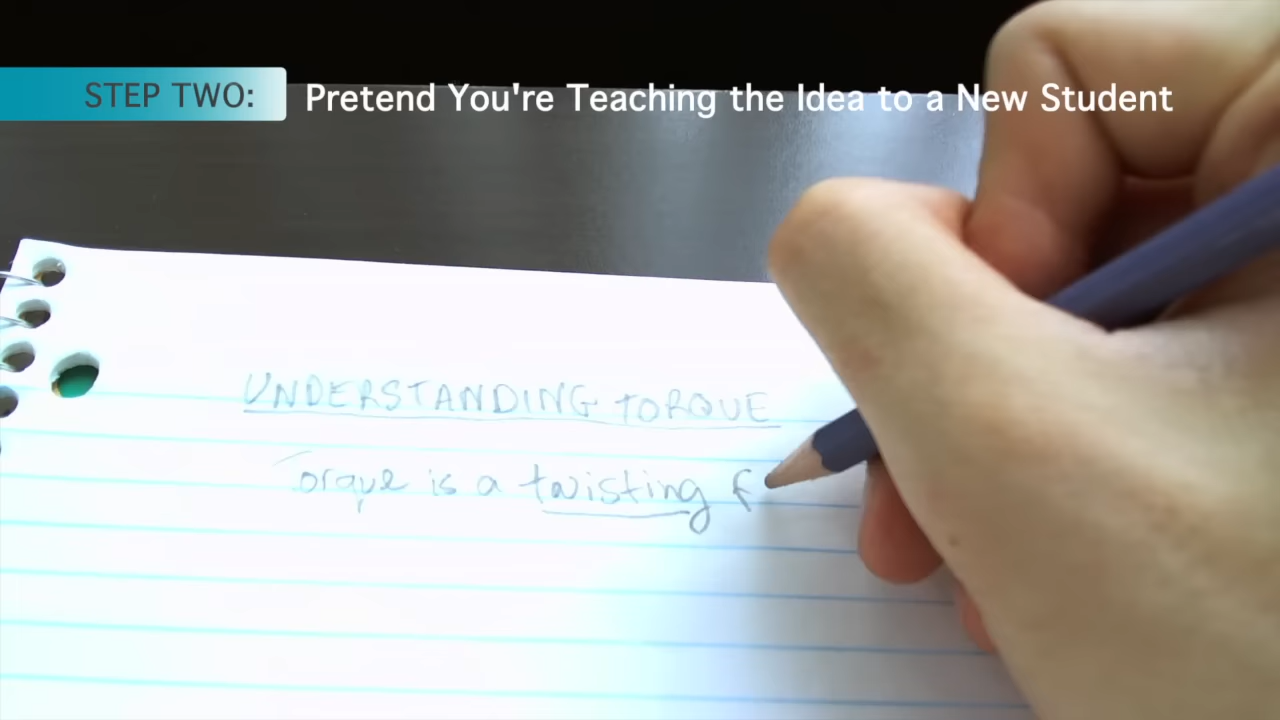 STEP TWO: Pretend You're Teaching the Idea to a New Student
UNDERSTANDING TORQUE
Torque is a twisting f